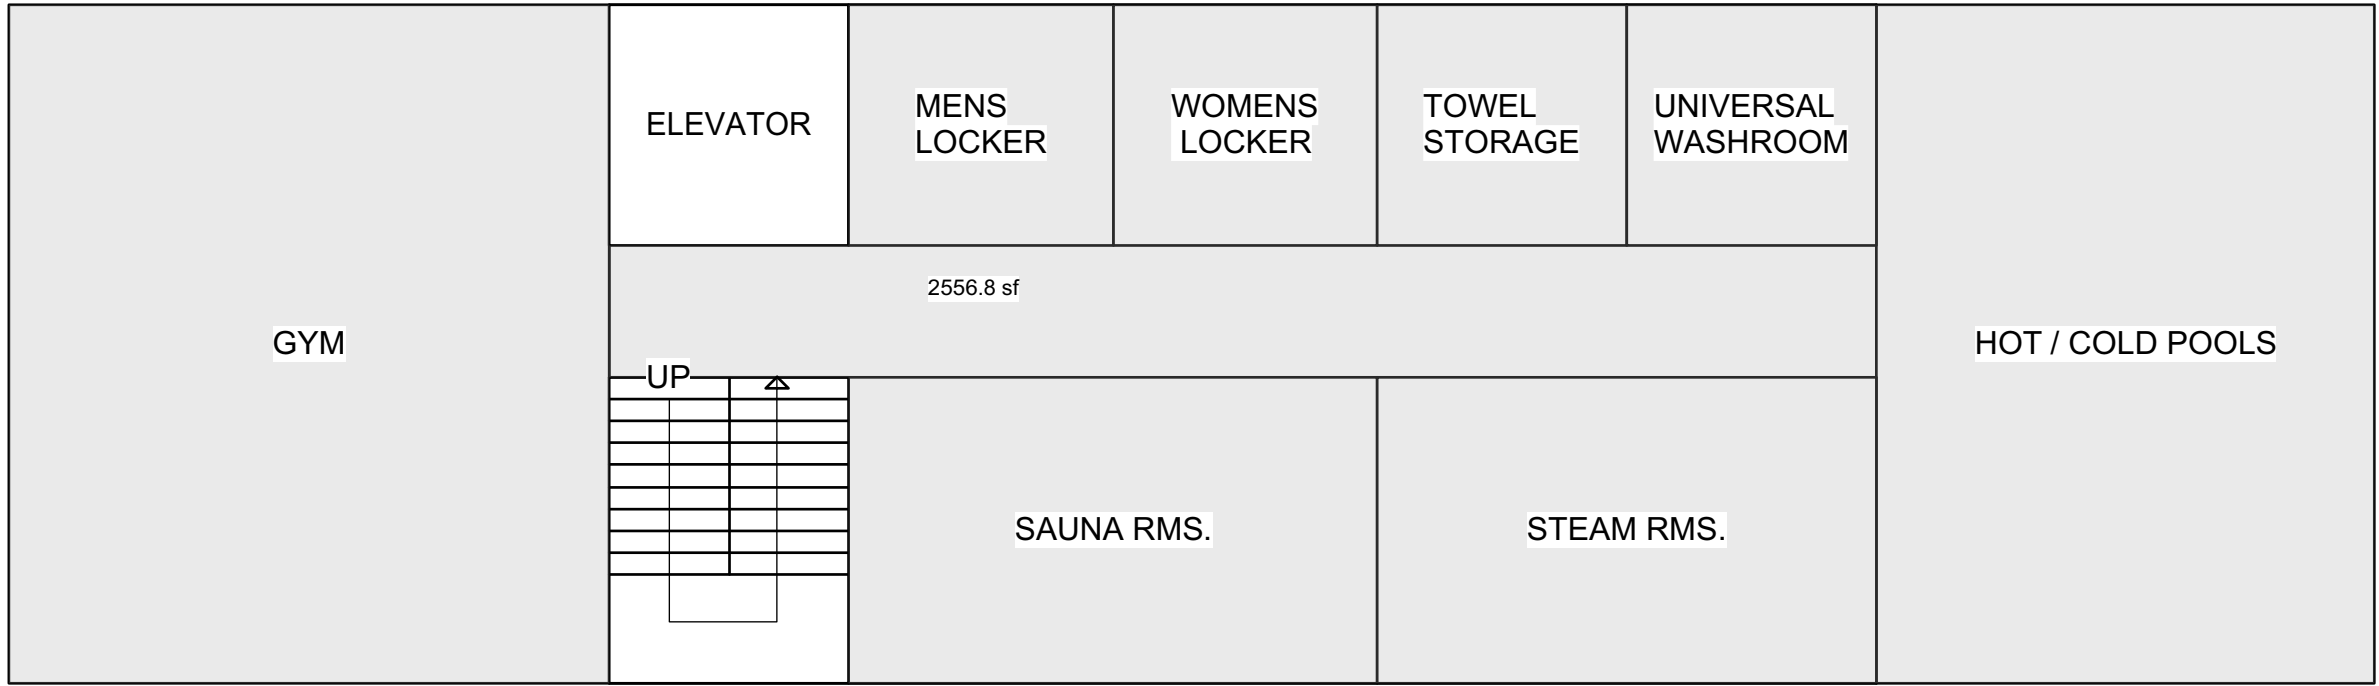 ELEVATOR
MENS
LOCKER
WOMENS
LOCKER
TOWEL
STORAGE
UNIVERSAL
WASHROOM
2556.8 sf
GYM
HOT / COLD POOLS
UP
SAUNA RMS.
STEAM RMS.